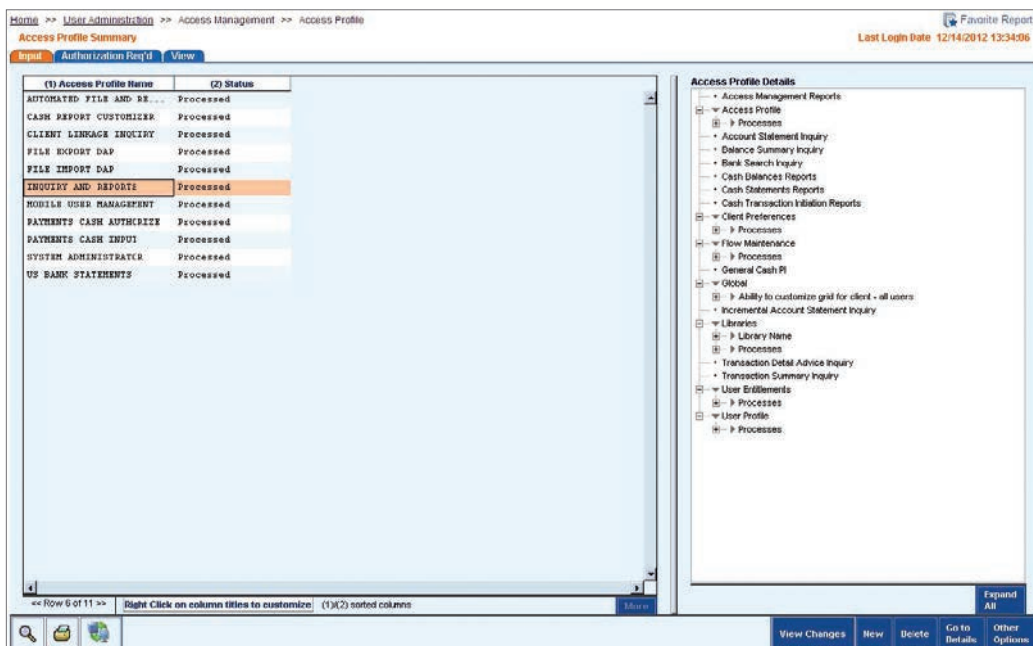 Home >> User Administration >> Access Management >> Access Profile
Favorite Report
Access Profile Summary
Last Login Date 12/14/2012 13:34:06
Input Authorization Req'd View
(1) Access Profile Name (2) Status
AUTOMATED FILE AND RE... Processed
CASH REPORT CUSTOMIZER Processed
CLIENT LINKAGE INQUIRY Processed
FILE EXPORT DAP Processed
FILE IMPORT DAP Processed
INQUIRY AND REPORTS Processed
MOBILE USER MANAGEMENT Processed
PAYMENTS CASH AUTHORIZE Processed
PAYMENTS CASH INPUT Processed
SYSTEM ADMINISTRATOR Processed
US BANK STATEMENTS Processed
<< Row 6 of 11 >> Right Click on column titles to customize (1)/(2) sorted columns More
Access Profile Details
Access Management Reports
Access Profile
Processes
Account Statement Inquiry
Balance Summary Inquiry
Bank Search Inquiry
Cash Balances Reports
Cash Statements Reports
Cash Transaction Initiation Reports
Client Preferences
Processes
Flow Maintenance
Processes
General Cash PI
Global
Ability to customize grid for client - all users
Incremental Account Statement Inquiry
Libraries
Library Name
Processes
Transaction Detail Advice Inquiry
Transaction Summary Inquiry
User Entitlements
Processes
User Profile
Processes
Expand All
View Changes New Delete Go to Details Other Options